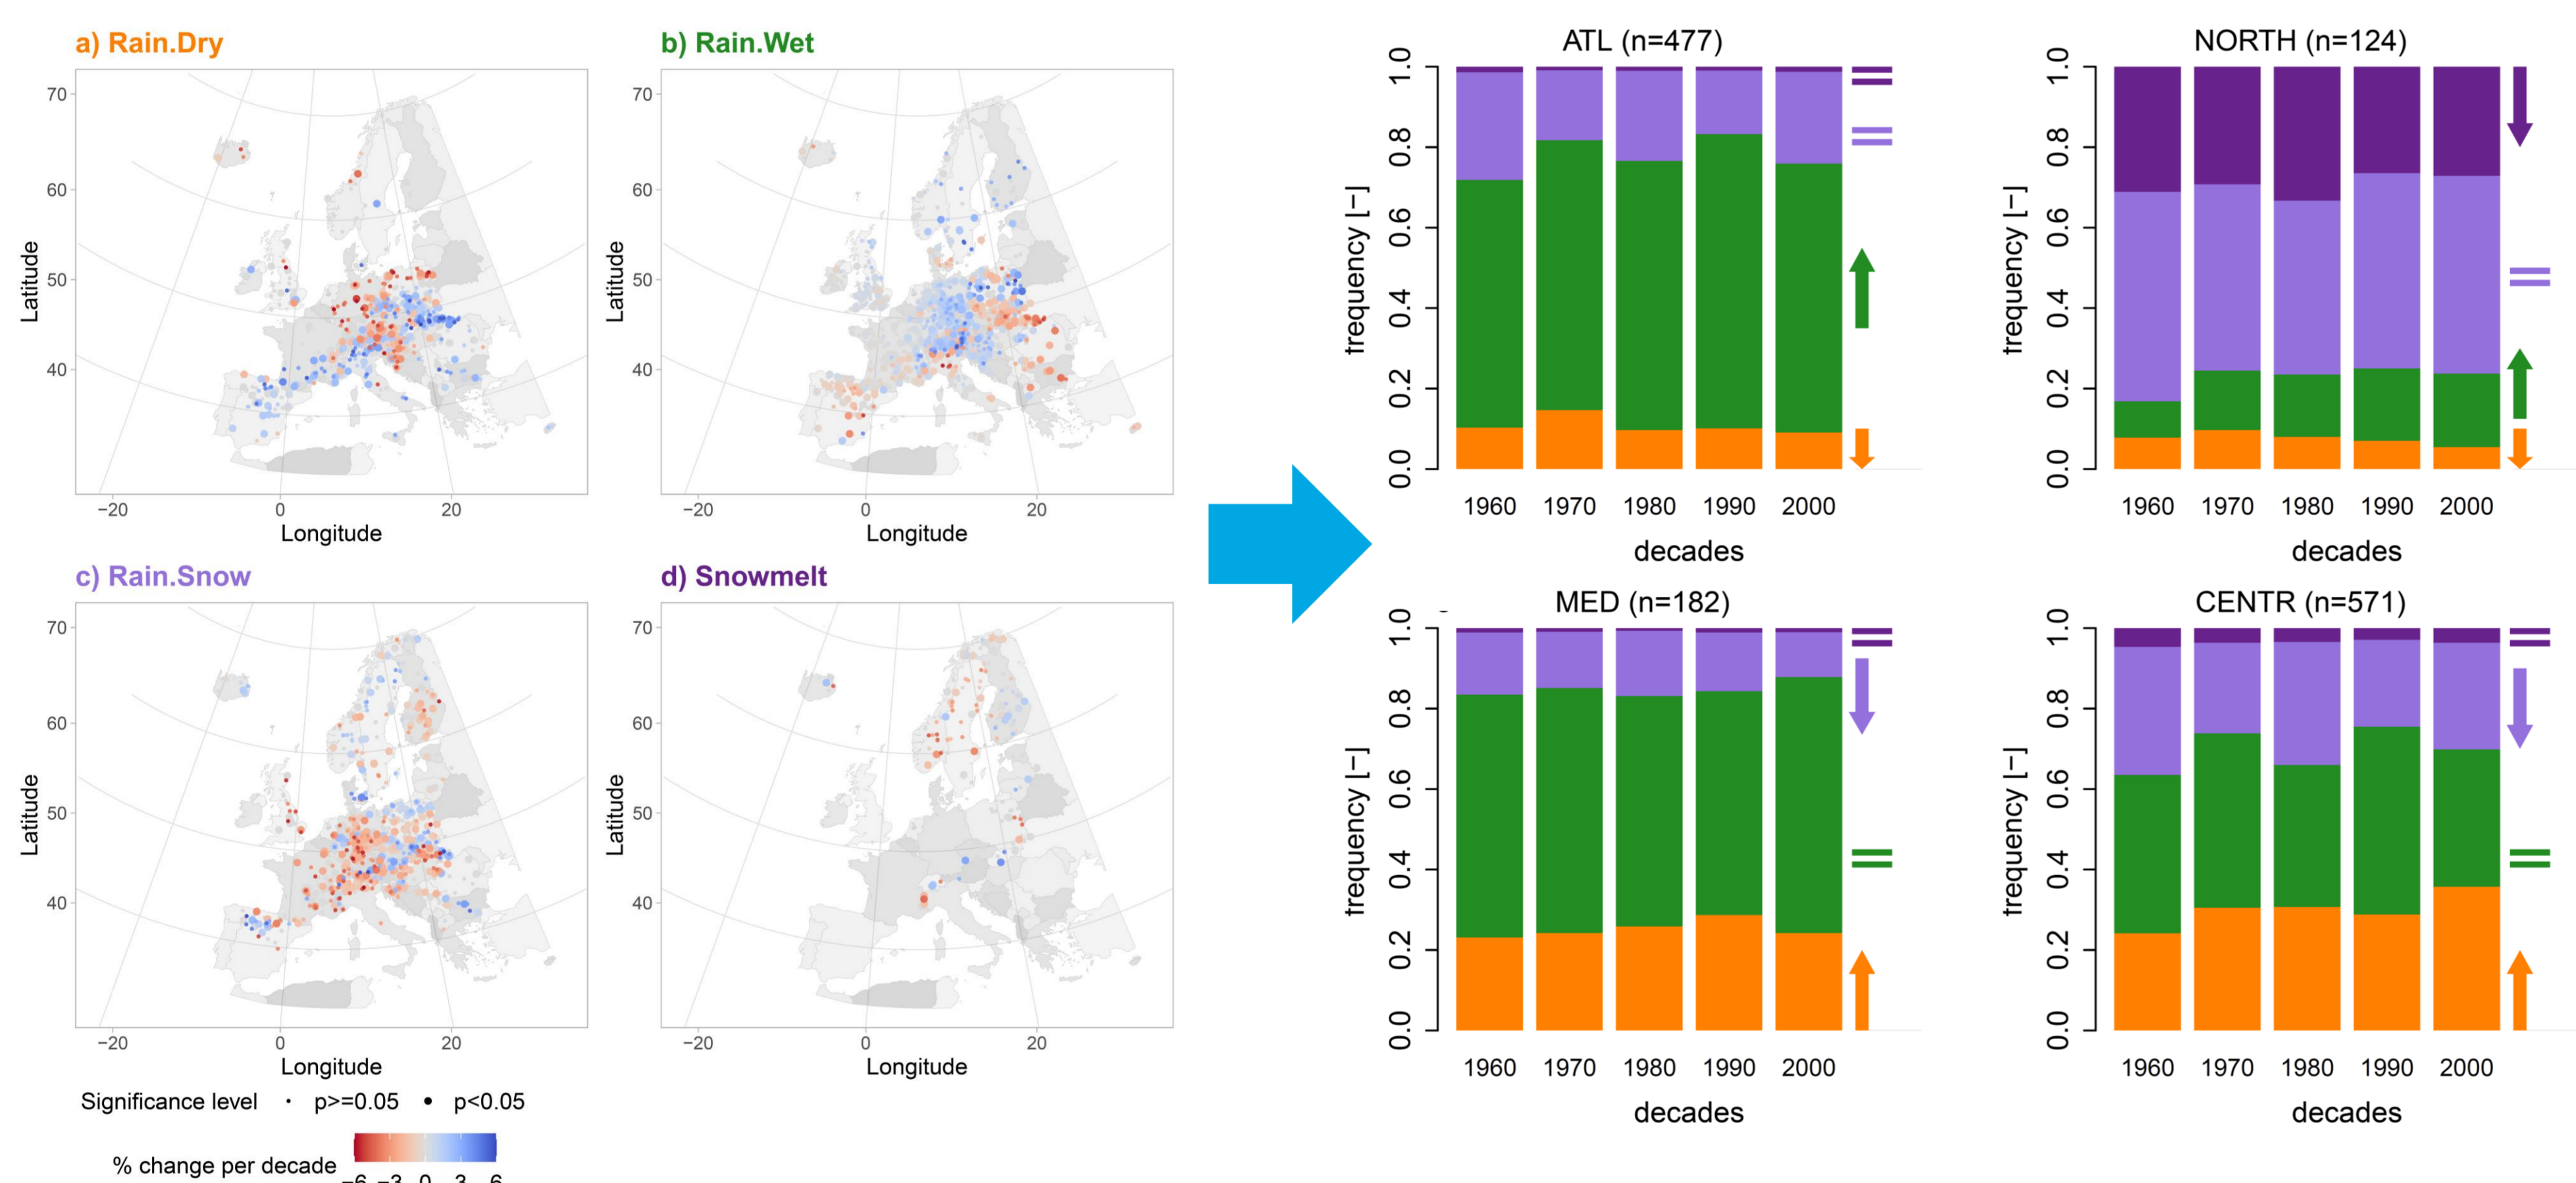 a) Rain.Dry
70
60
50
40
Latitude
−20 0 20
Longitude
b) Rain.Wet
70
60
50
40
Latitude
−20 0 20
Longitude
c) Rain.Snow
70
60
50
40
Latitude
−20 0 20
Longitude
d) Snowmelt
70
60
50
40
Latitude
−20 0 20
Longitude
Significance level p>=0.05 p<0.05
% change per decade
−6 −3 0 3 6
ATL (n=477)
1.0
0.8
0.6
0.4
0.2
0.0
frequency [−]
1960 1970 1980 1990 2000
decades
NORTH (n=124)
1.0
0.8
0.6
0.4
0.2
0.0
frequency [−]
1960 1970 1980 1990 2000
decades
MED (n=182)
1.0
0.8
0.6
0.4
0.2
0.0
frequency [−]
1960 1970 1980 1990 2000
decades
CENTR (n=571)
1.0
0.8
0.6
0.4
0.2
0.0
frequency [−]
1960 1970 1980 1990 2000
decades